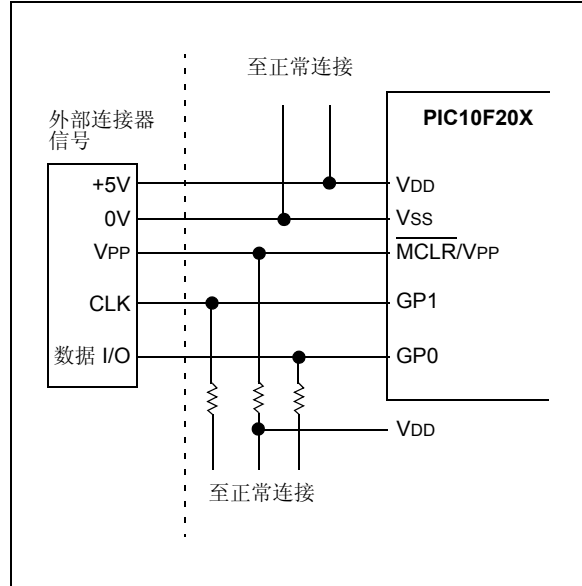 至正常连接
外部连接器
信号
PIC10F20X
+5V
VDD
0V
VSS
VPP
MCLR/VPP
CLK
GP1
数据 I/O
GP0
VDD
至正常连接